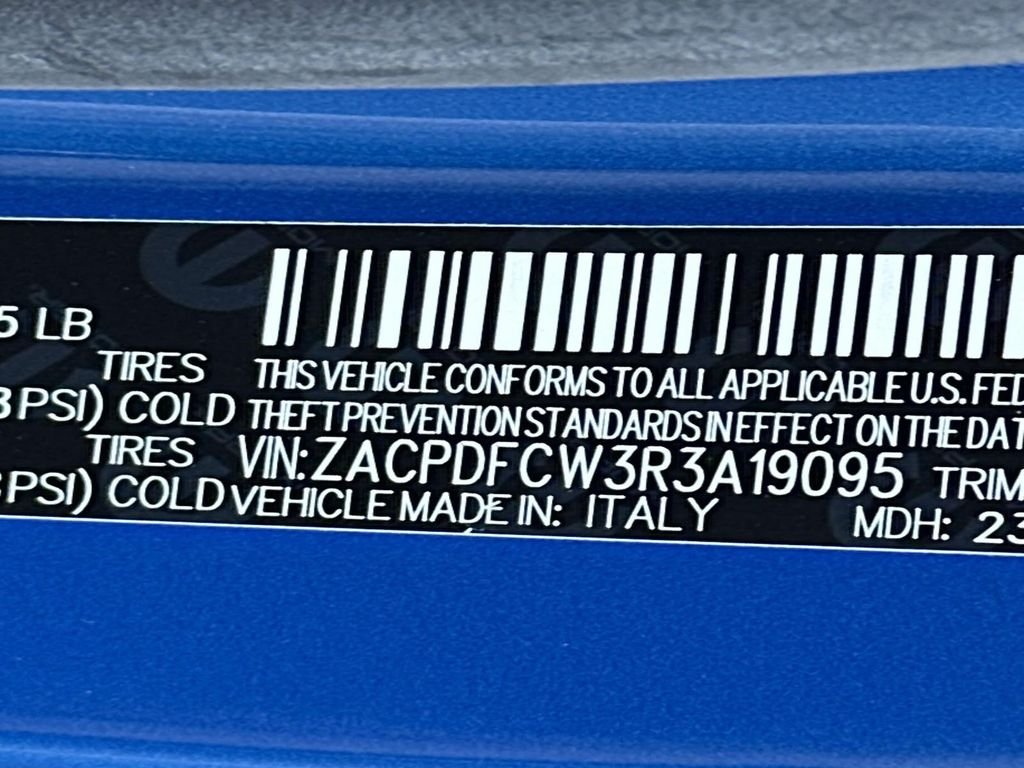 5 LB
TIRES
THIS VEHICLE CONFORMS TO ALL APPLICABLE U.S. FED
PSI) COLD
THEFT PREVENTION STANDARDS IN EFFECT ON THE DAT
TIRES
VIN: ZACPDFCW3R3A19095 TRIM
PSI) COLD
VEHICLE MADE IN: ITALY MDH: 23